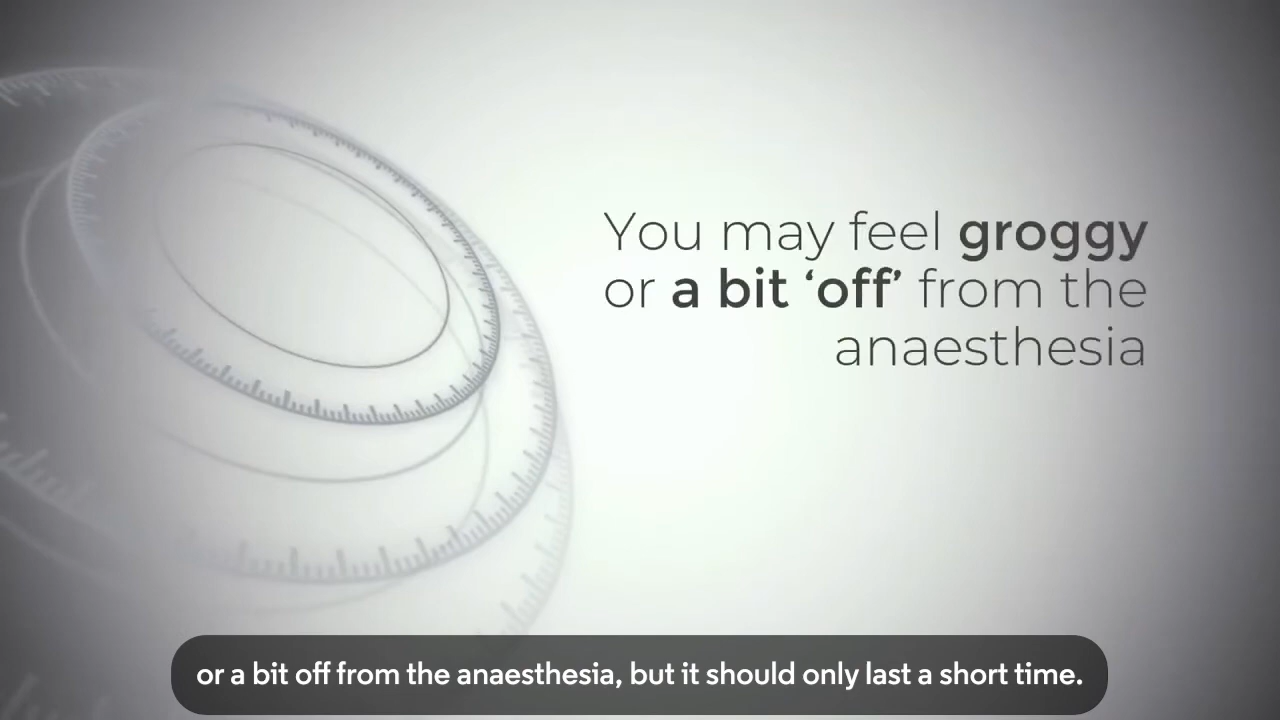 You may feel groggy
or a bit ‘off’ from the
anaesthesia
or a bit off from the anaesthesia, but it should only last a short time.